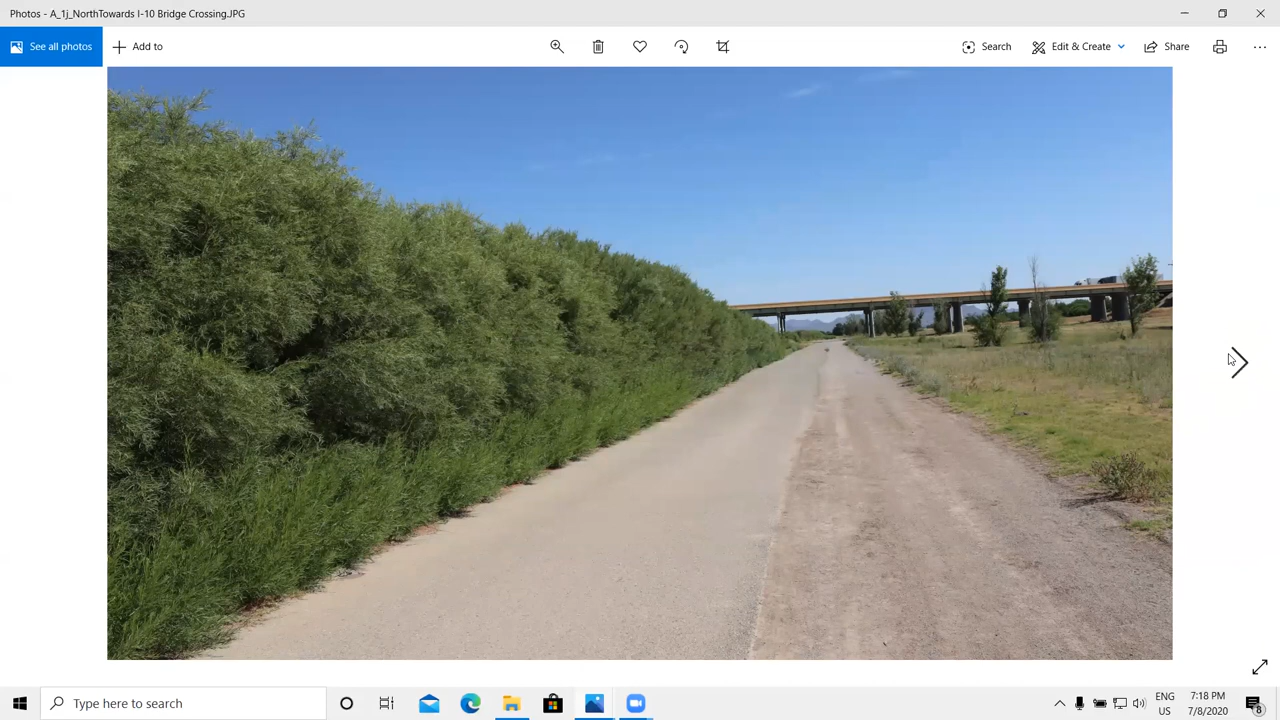 Photos - A_1j_NorthTowards I-10 Bridge Crossing.JPG
See all photos
Add to
Search
Edit & Create
Share
Type here to search
ENG
US
7:18 PM
7/8/2020
8